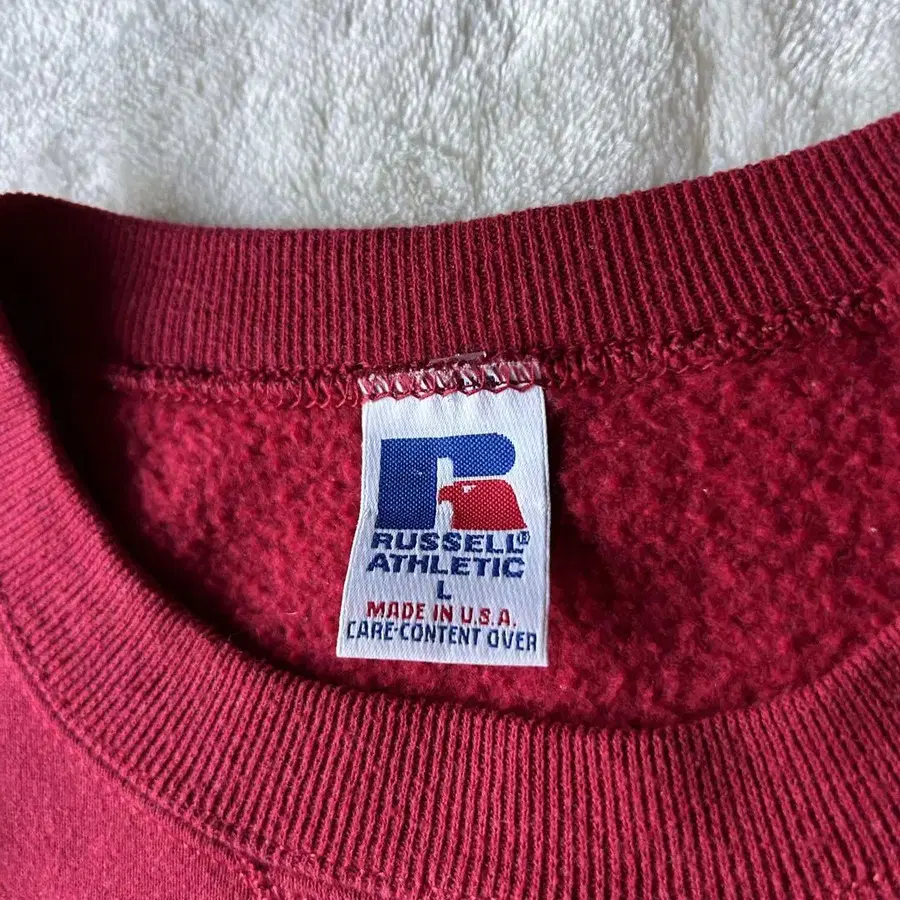 R
RUSSELL®
ATHLETIC
L
MADE IN U.S.A.
CARE-CONTENT OVER